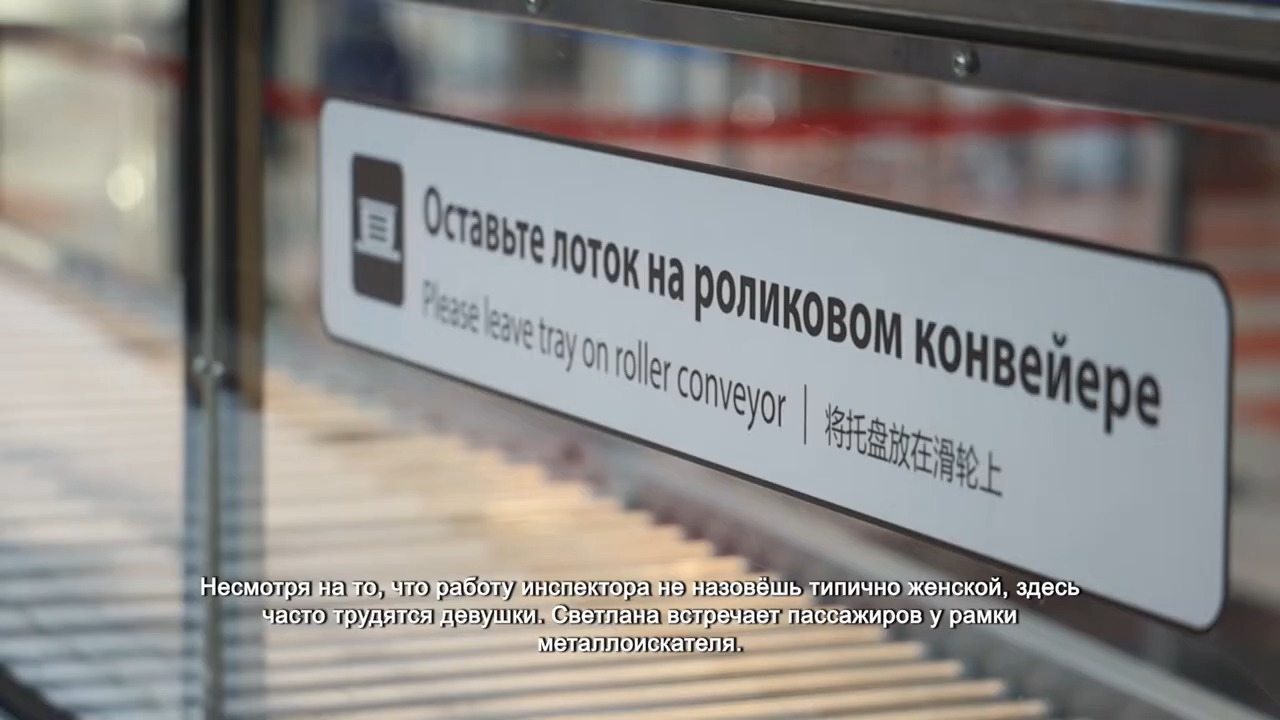 Оставьте лоток на роликовом конвейере
Please leave tray on roller conveyor | 将托盘放在滑轮上
Несмотря на то, что работу инспектора не назовёшь типично женской, здесь
часто трудятся девушки. Светлана встречает пассажиров у рамки
металлоискателя.